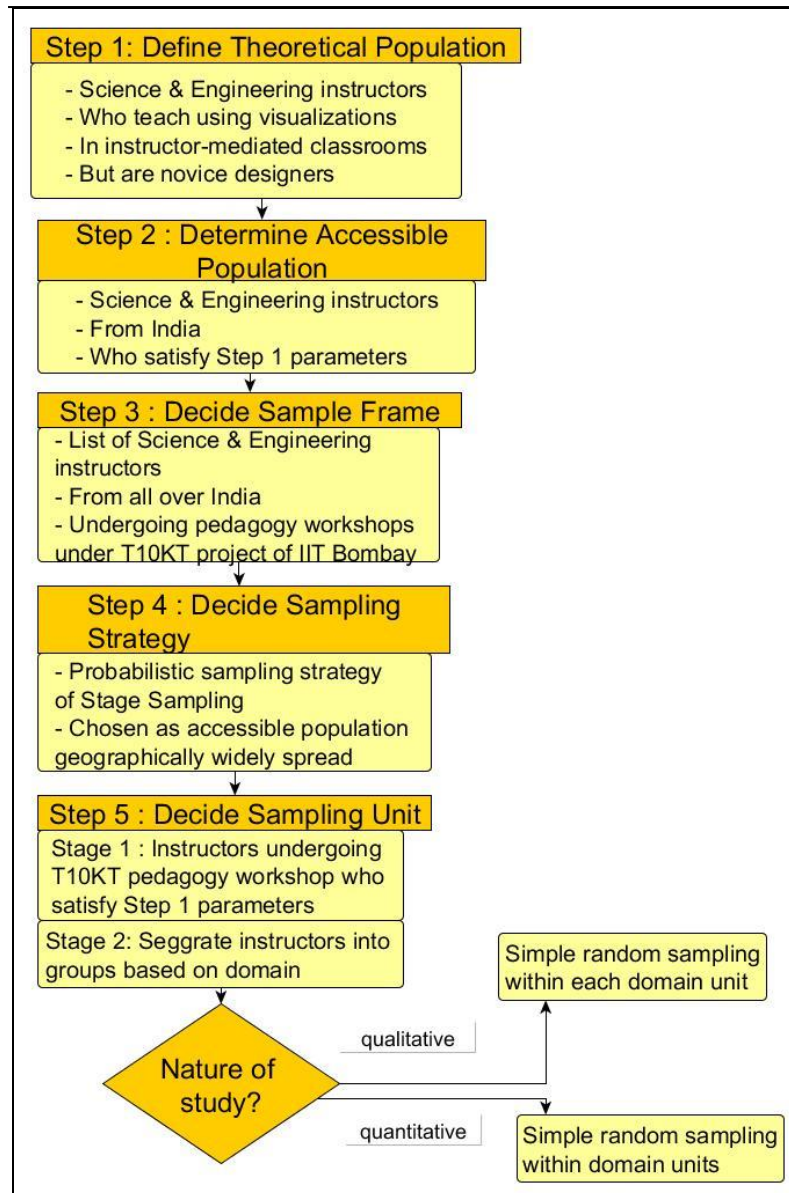 Step 1: Define Theoretical Population
- Science & Engineering instructors
- Who teach using visualizations
- In instructor-mediated classrooms
- But are novice designers
Step 2 : Determine Accessible
Population
- Science & Engineering instructors
- From India
- Who satisfy Step 1 parameters
Step 3 : Decide Sample Frame
- List of Science & Engineering
instructors
- From all over India
- Undergoing pedagogy workshops
under T10KT project of IIT Bombay
Step 4 : Decide Sampling
Strategy
- Probabilistic sampling strategy
of Stage Sampling
- Chosen as accessible population
geographically widely spread
Step 5 : Decide Sampling Unit
Stage 1 : Instructors undergoing
T10KT pedagogy workshop who
satisfy Step 1 parameters
Stage 2: Seggrate instructors into
groups based on domain
Nature of
study?
qualitative
Simple random sampling
within each domain unit
quantitative
Simple random sampling
within domain units